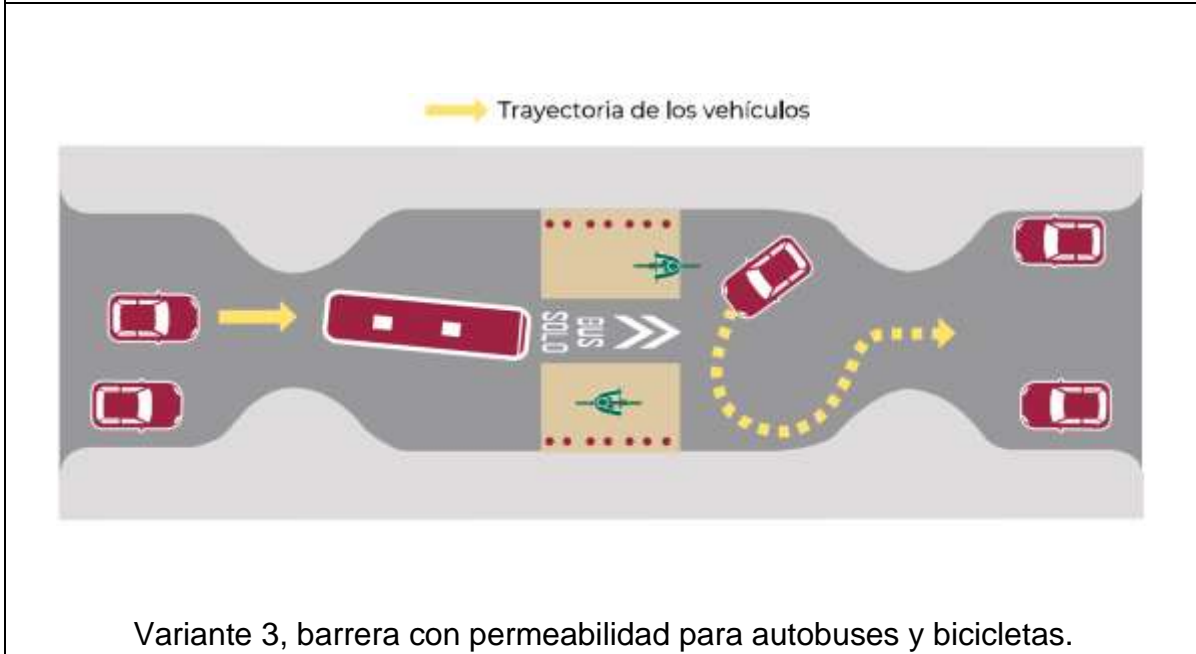 Trayectoria de los vehículos
SOLO
BUS
Variante 3, barrera con permeabilidad para autobuses y bicicletas.